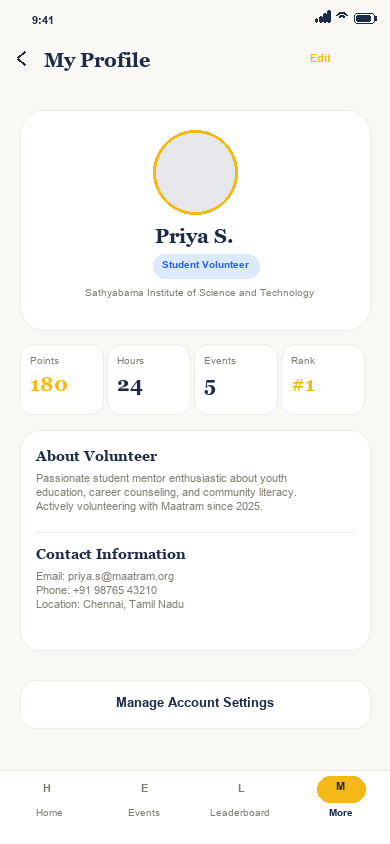 9:41
My Profile
Edit
Priya S.
Student Volunteer
Sathyabama Institute of Science and Technology
Points Hours Events Rank
180 24 5 #1
About Volunteer
Passionate student mentor enthusiastic about youth
education, career counseling, and community literacy.
Actively volunteering with Maatram since 2025.
Contact Information
Email: priya.s@maatram.org
Phone: +91 98765 43210
Location: Chennai, Tamil Nadu
Manage Account Settings
H E L M
Home Events Leaderboard More